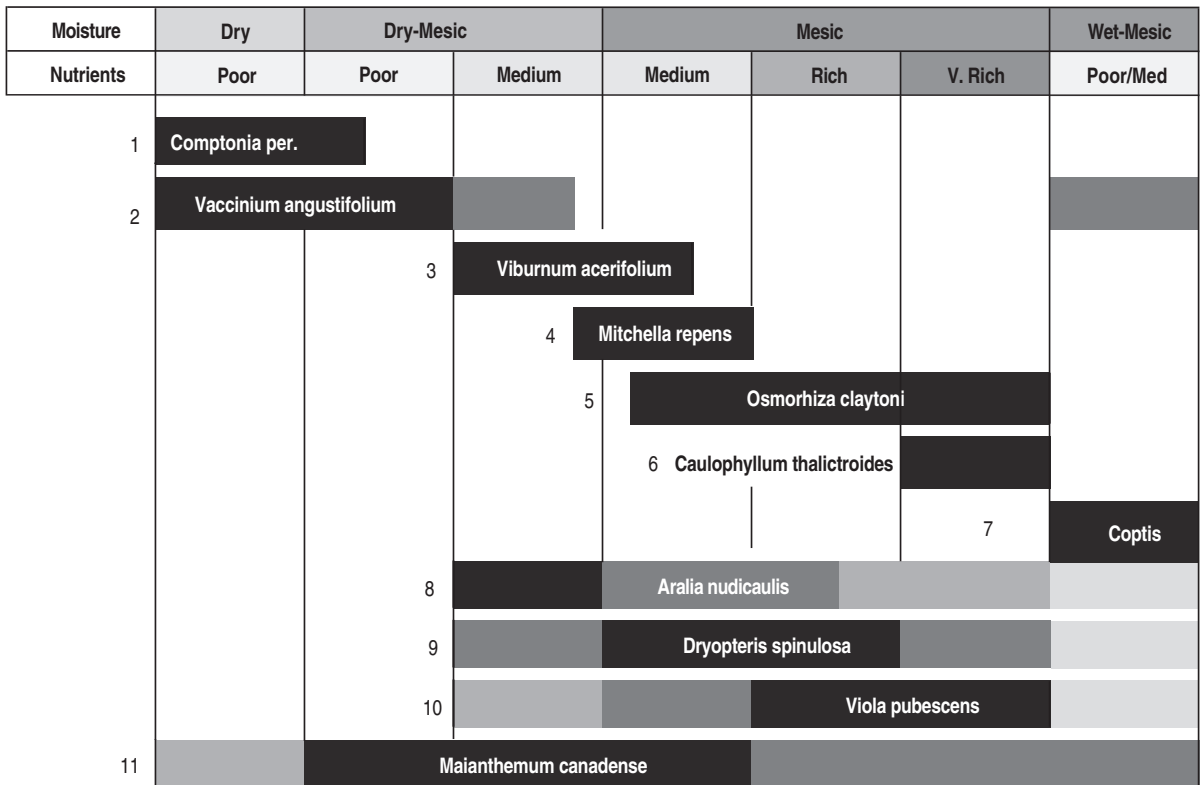 Moisture Dry Dry-Mesic Mesic Wet-Mesic
Nutrients Poor Poor Medium Medium Rich V. Rich Poor/Med
1 Comptonia per.
2 Vaccinium angustifolium
3 Viburnum acerifolium
4 Mitchella repens
5 Osmorhiza claytoni
6 Caulophyllum thalictroides
7 Coptis
8 Aralia nudicaulis
9 Dryopteris spinulosa
10 Viola pubescens
11 Maianthemum canadense